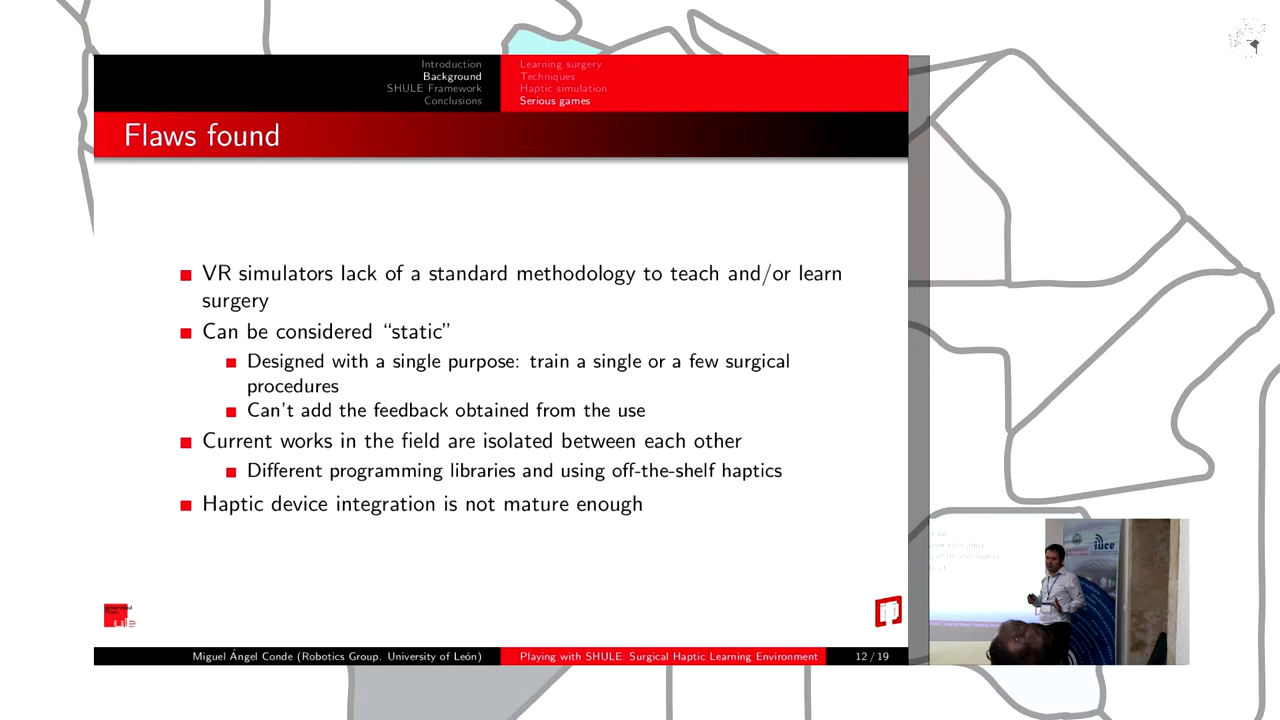 Introduction
Background
SHULE Framework
Conclusions
Learning surgery
Techniques
Haptic simulation
Serious games
Flaws found
VR simulators lack of a standard methodology to teach and/or learn
surgery
Can be considered “static”
Designed with a single purpose: train a single or a few surgical
procedures
Can't add the feedback obtained from the use
Current works in the field are isolated between each other
Different programming libraries and using off-the-shelf haptics
Haptic device integration is not mature enough
Miguel Ángel Conde (Robotics Group. University of León)
Playing with SHULE: Surgical Haptic Learning Environment
12 / 19
iuce